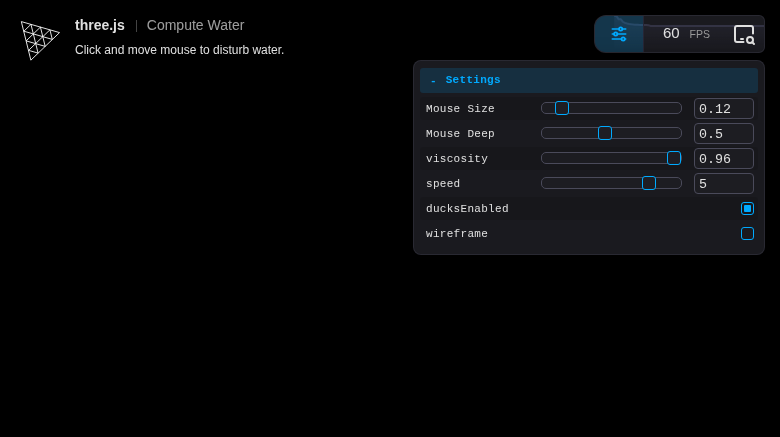 three.js | Compute Water
Click and move mouse to disturb water.
60 FPS
Settings
Mouse Size 0.12
Mouse Deep 0.5
viscosity 0.96
speed 5
ducksEnabled
wireframe